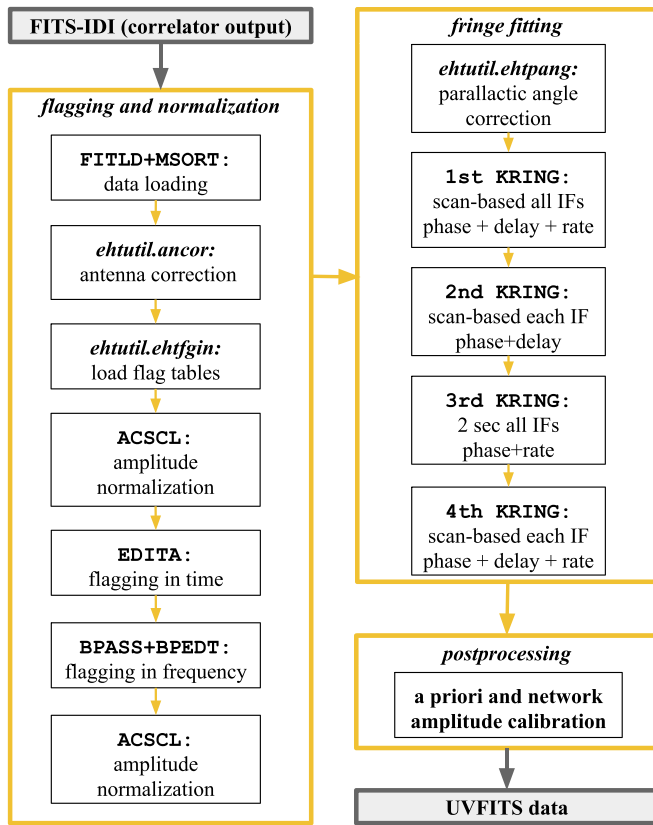 FITS-IDI (correlator output)
flagging and normalization
FITLD+MSORT:
data loading
ehtutil.ancor:
antenna correction
ehtutil.ehtfgin:
load flag tables
ACSCL:
amplitude
normalization
EDITA:
flagging in time
BPASS+BPEDT:
flagging in frequency
ACSCL:
amplitude
normalization
fringe fitting
ehtutil.ehtpang:
parallactic angle
correction
1st KRING:
scan-based all IFs
phase + delay + rate
2nd KRING:
scan-based each IF
phase+delay
3rd KRING:
2 sec all IFs
phase+rate
4th KRING:
scan-based each IF
phase + delay + rate
postprocessing
a priori and network
amplitude calibration
UVFITS data